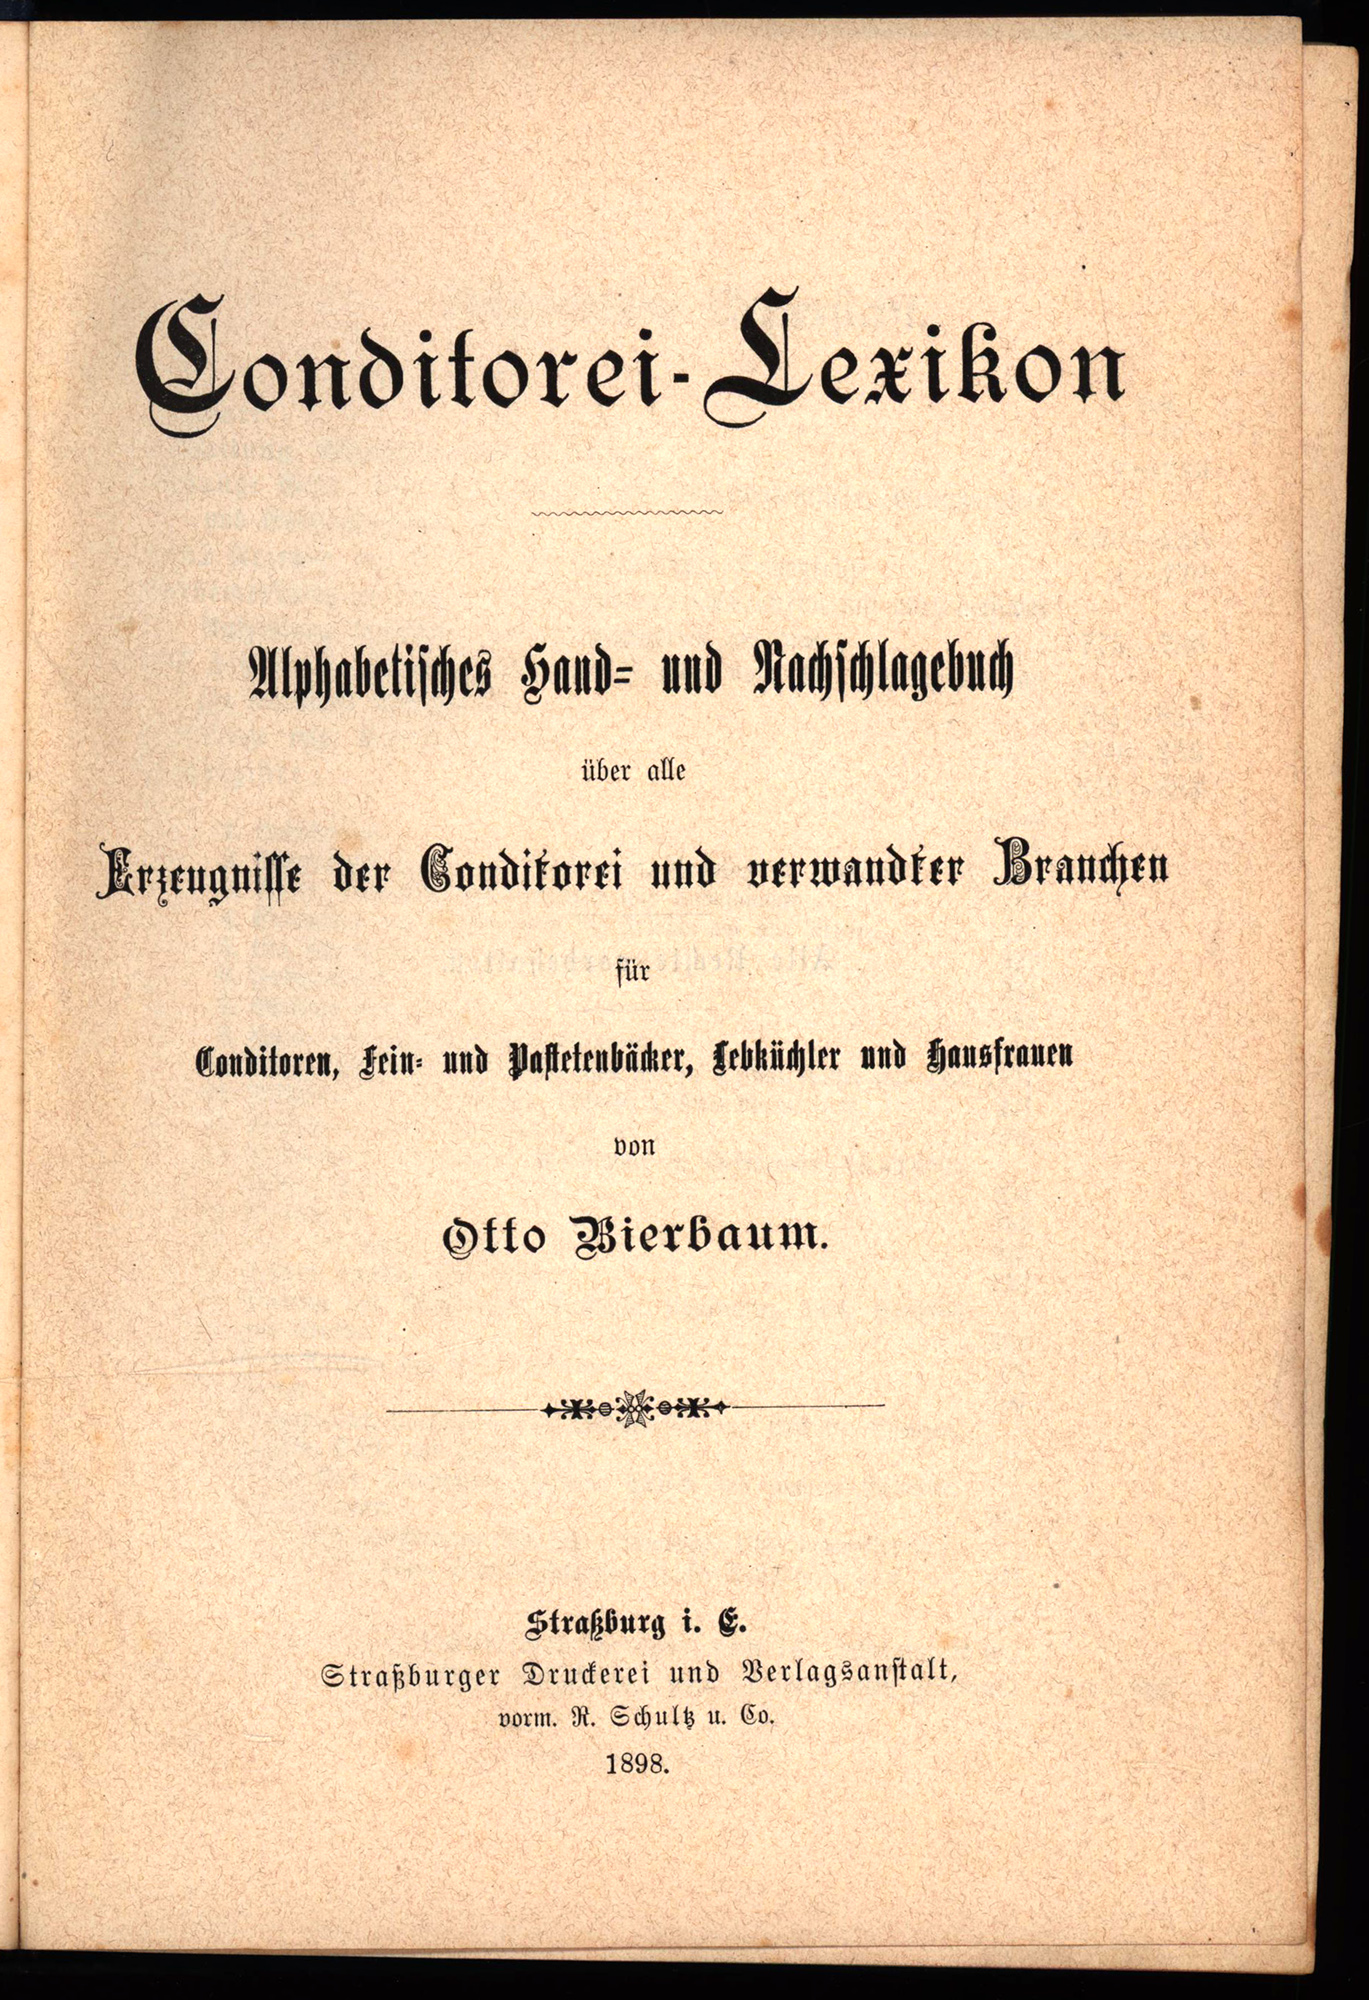 Conditorei-Lexikon
Alphabetisches Hand- und Nachschlagebuch
über alle
Erzeugnisse der Conditorei und verwandter Branchen
für
Conditoren, Fein- und Pastetenbäcker, Lebküchler und Hausfrauen
von
Otto Bierbaum.
Straßburg i. E.
Straßburger Druckerei und Verlagsanstalt,
vorm. R. Schultz u. Co.
1898.